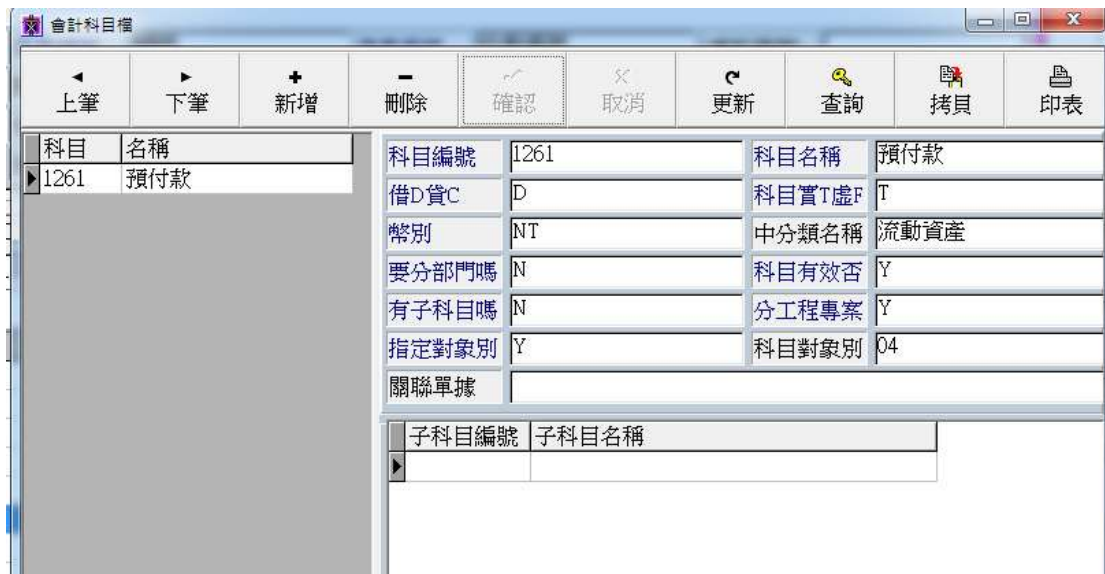 會計科目檔
上筆 下筆 新增 刪除 確認 取消 更新 查詢 拷貝 印表
科目 名稱
1261 預付款
科目編號 1261 科目名稱 預付款
借D貸C D 科目實T虛F T
幣別 NT 中分類名稱 流動資產
要分部門嗎 N 科目有效否 Y
有子科目嗎 N 分工程專案 Y
指定對象別 Y 科目對象別 04
關聯單據
子科目編號 子科目名稱